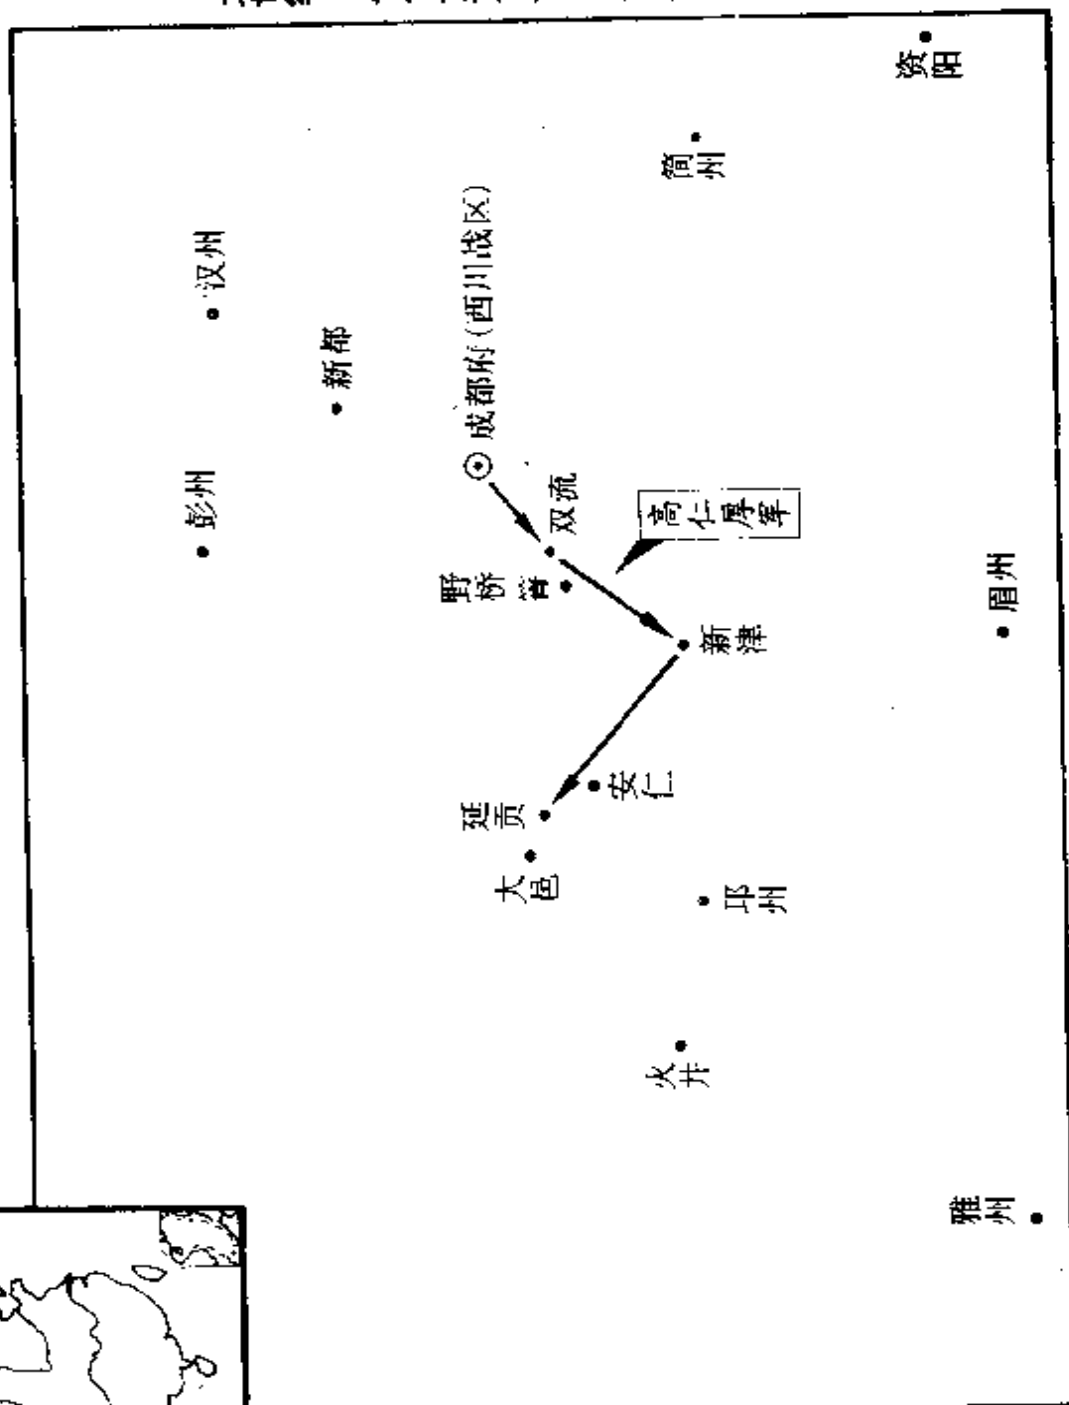 资阳
简州
汉州
新都
成都府(西川战区)
彭州
双流
高仁厚军
野桥箐
新津
眉州
安仁
延贡
大邑
邛州
火井
雅州